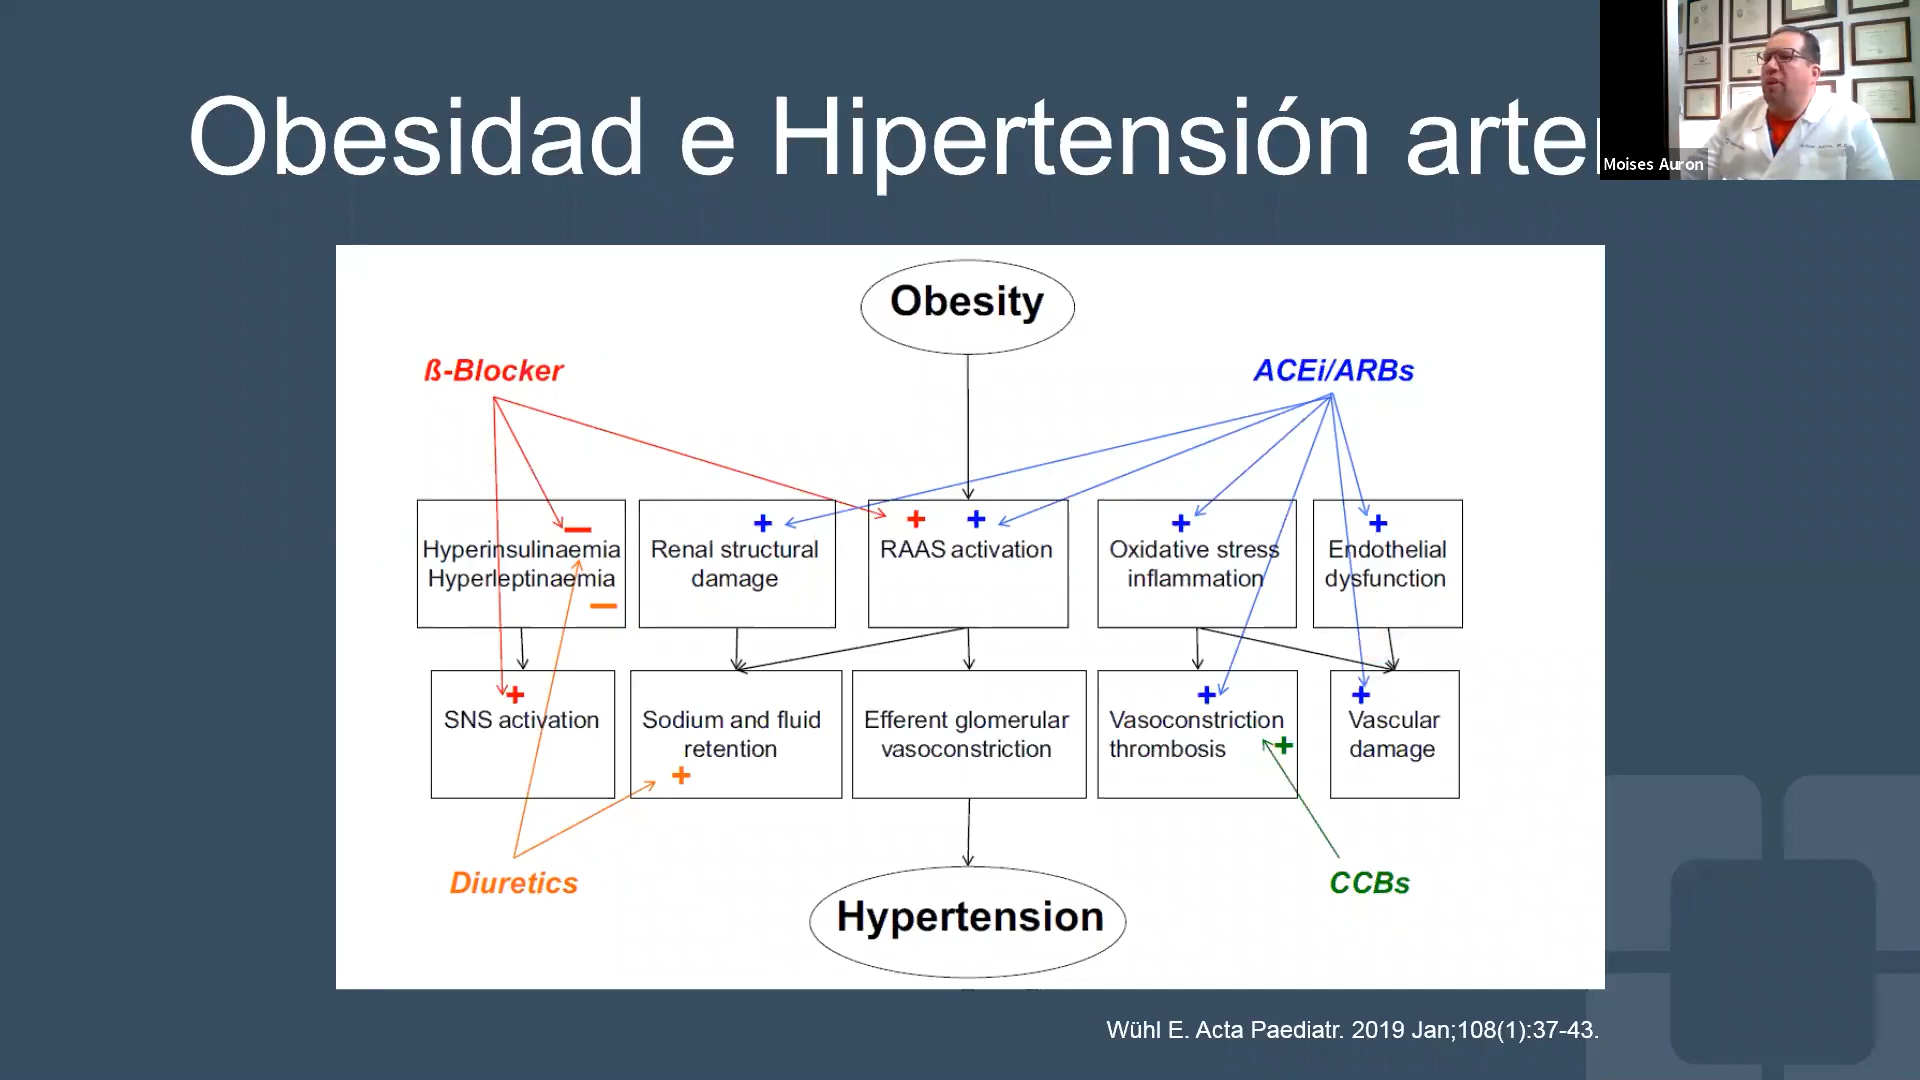 Obesidad e Hipertensión arter
Moises Auron
Obesity
ß-Blocker
ACEi/ARBs
Hyperinsulinaemia
Hyperleptinaemia
Renal structural
damage
RAAS activation
Oxidative stress
inflammation
Endothelial
dysfunction
SNS activation
Sodium and fluid
retention
Efferent glomerular
vasoconstriction
Vasoconstriction
thrombosis
Vascular
damage
Diuretics
CCBs
Hypertension
Wühl E. Acta Paediatr. 2019 Jan;108(1):37-43.